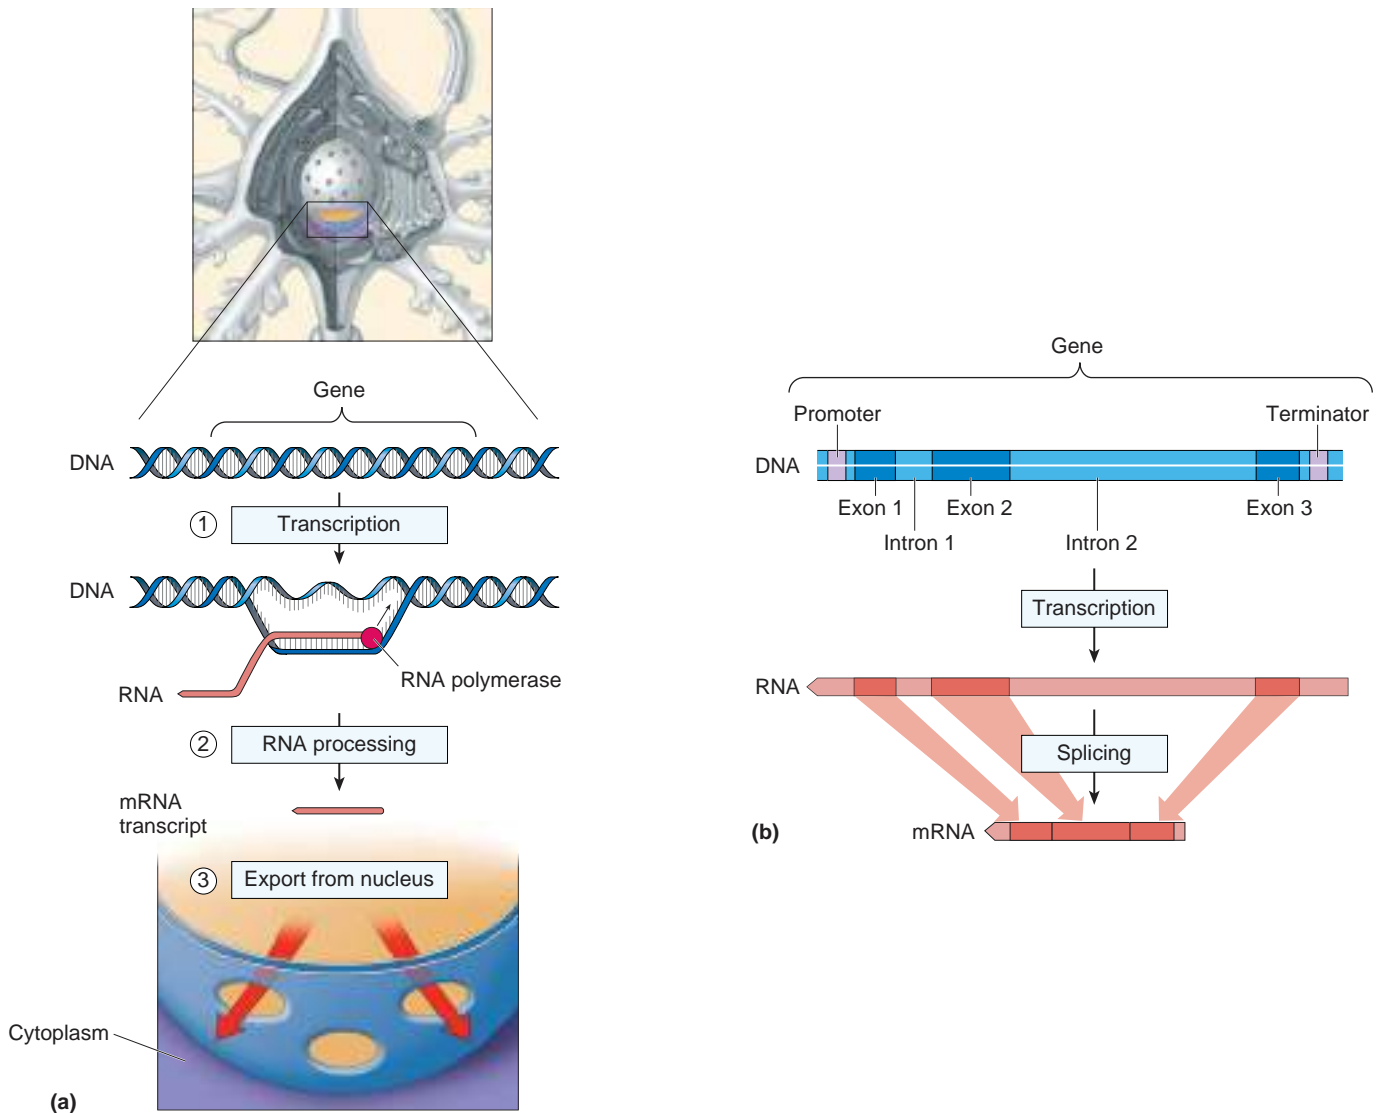 Gene
DNA
1 Transcription
DNA
RNA polymerase
RNA
2 RNA processing
mRNA
transcript
3 Export from nucleus
Cytoplasm
(a)
Gene
Promoter Terminator
DNA
Exon 1 Exon 2 Exon 3
Intron 1 Intron 2
Transcription
RNA
Splicing
mRNA
(b)